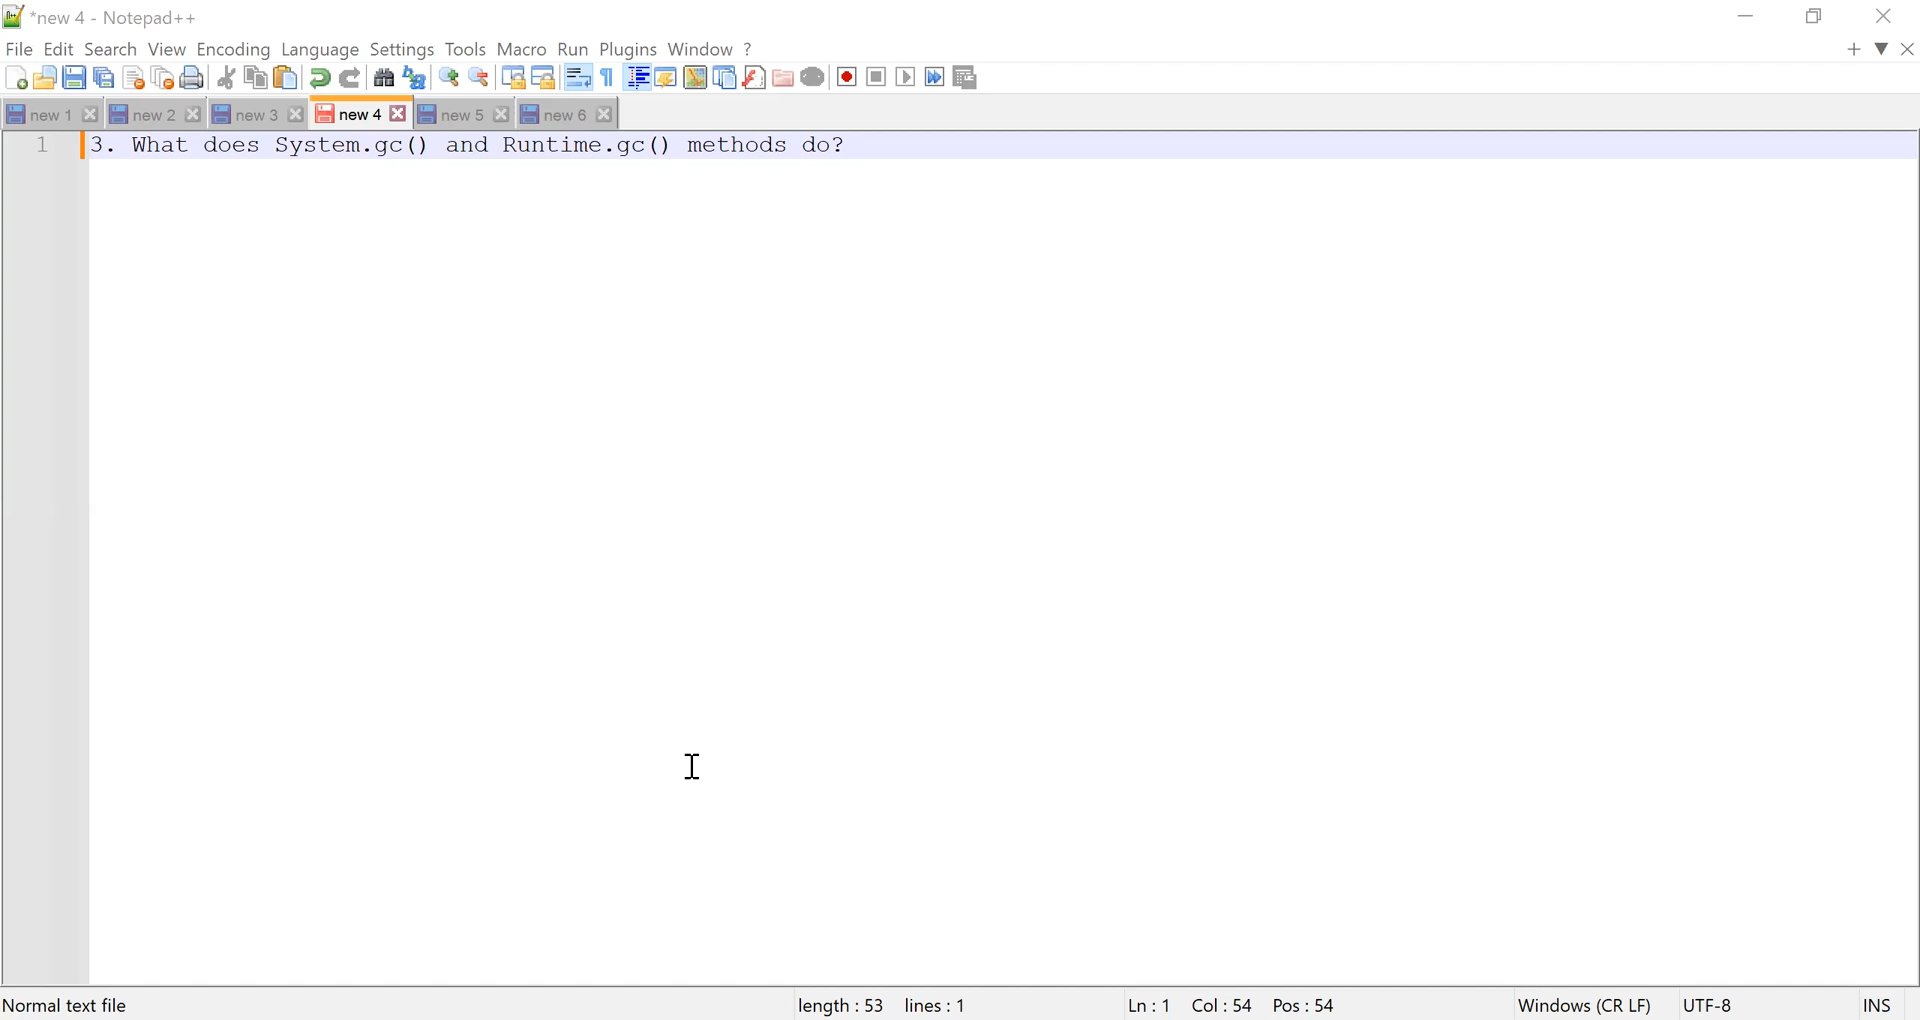 *new 4 - Notepad++
File Edit Search View Encoding Language Settings Tools Macro Run Plugins Window ?
new 1 new 2 new 3 new 4 new 5 new 6
1 3. What does System.gc() and Runtime.gc() methods do?
Normal text file length : 53 lines : 1 Ln : 1 Col : 54 Pos : 54 Windows (CR LF) UTF-8 INS